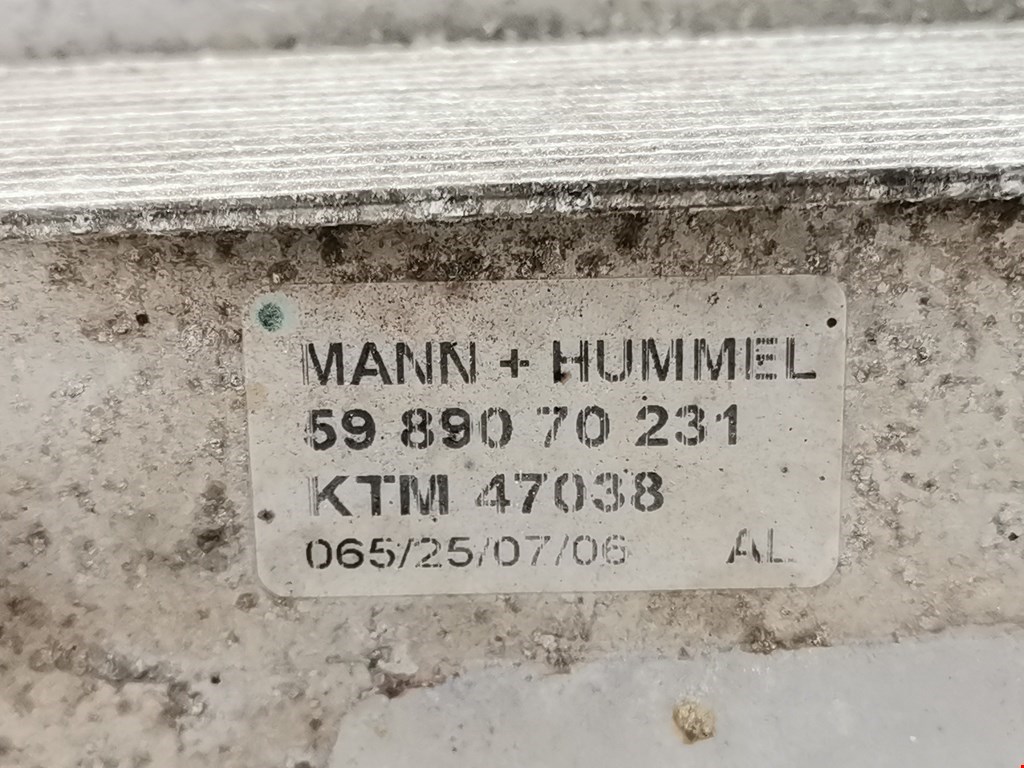 MANN + HUMMEL
59 890 70 231
KTM 47038
065/25/07/06 AL